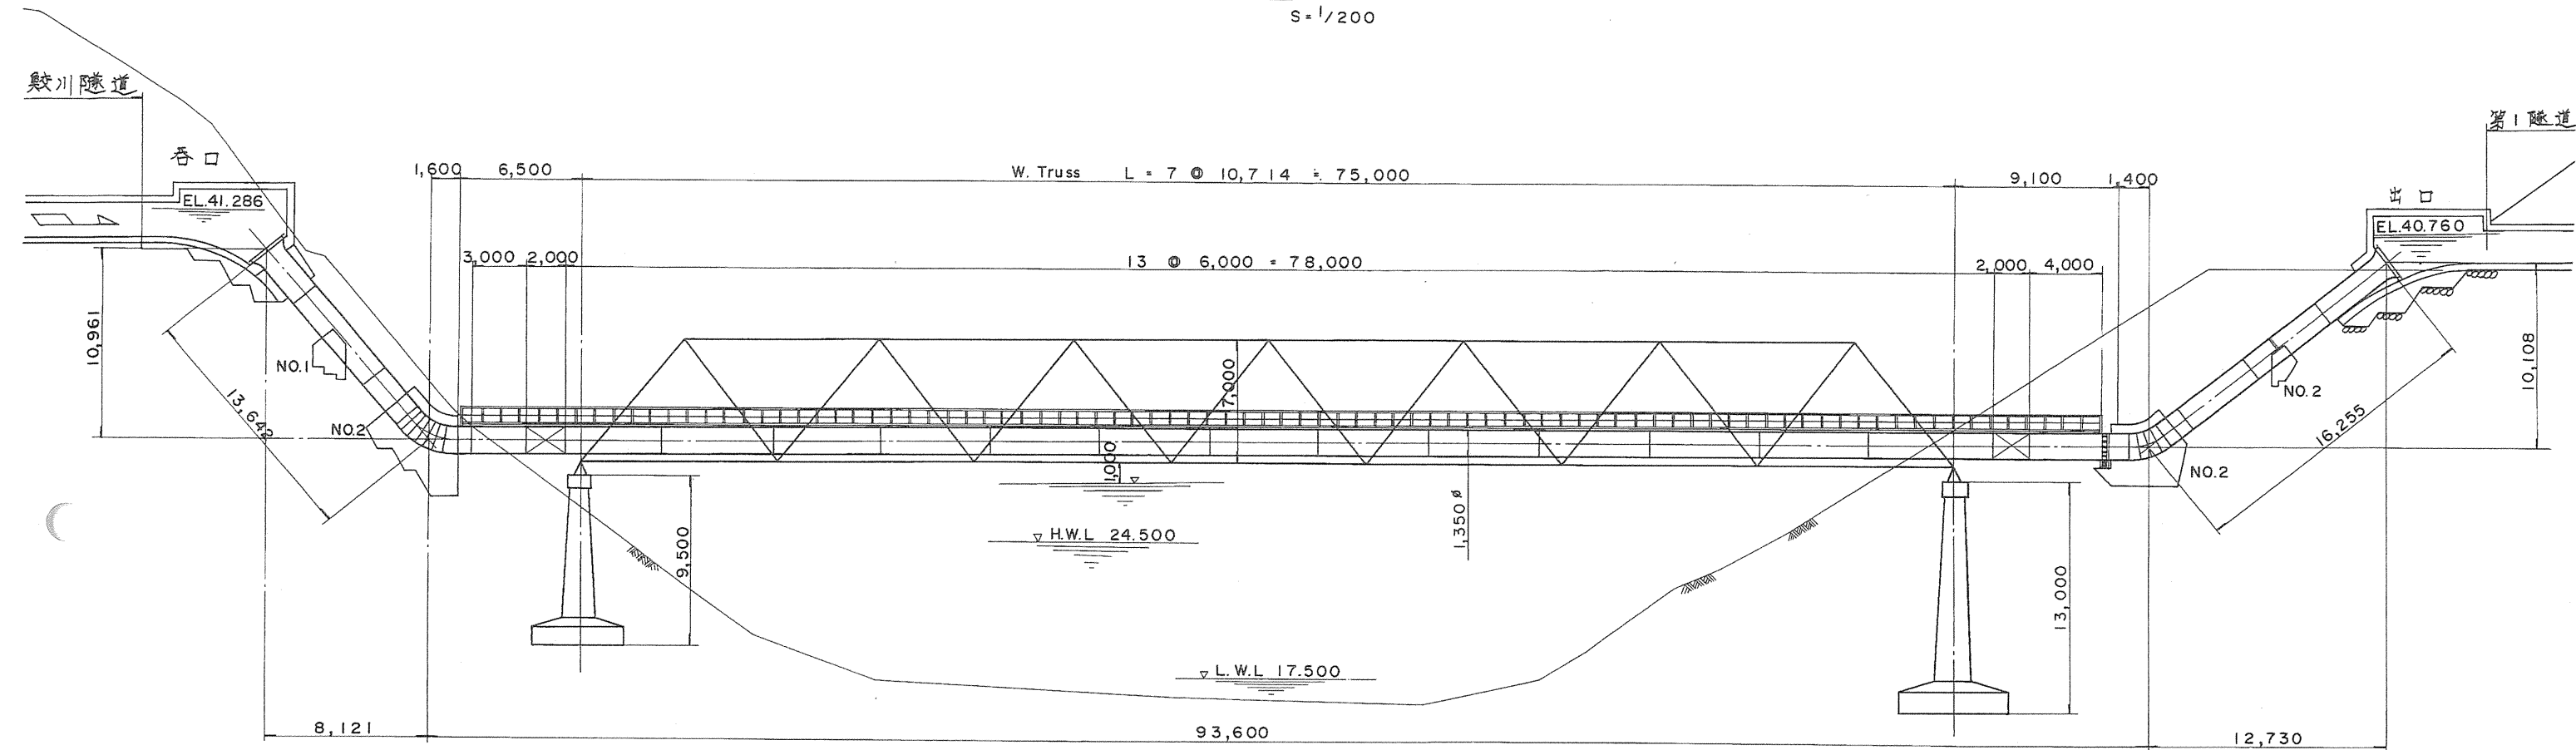 S=1/200
鮫川隧道
第1隧道
呑口
出口
1,600
6,500
W. Truss L = 7 @ 10,714 ≒ 75,000
9,100
1,400
EL.41.286
EL.40.760
3,000
2,000
13 @ 6,000 = 78,000
2,000
4,000
10,961
10,108
NO.1
NO.2
13,642
7,000
NO.2
16,255
NO.2
1,000
1,350ø
H.W.L 24.500
9,500
13,000
L.W.L 17.500
8,121
93,600
12,730